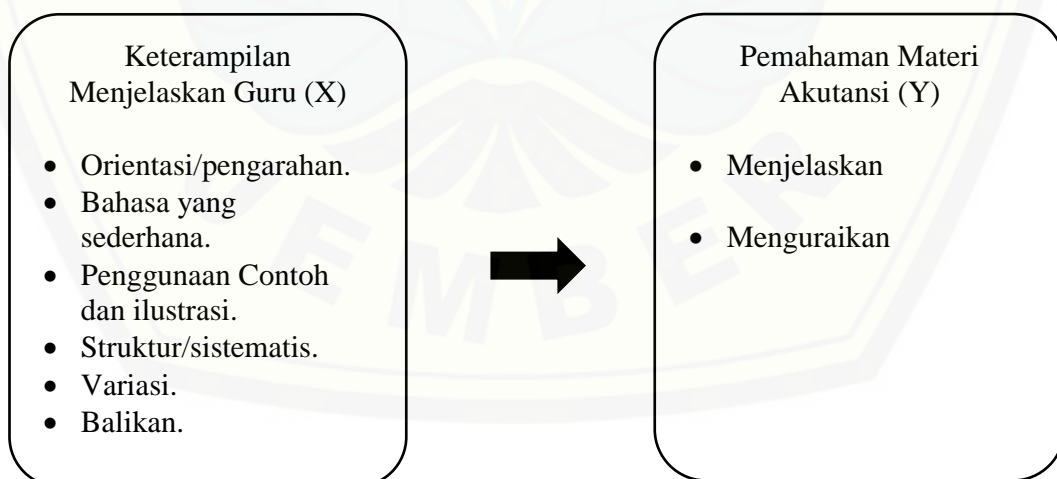 Keterampilan
Menjelaskan Guru (X)
• Orientasi/pengarahan.
• Bahasa yang
sederhana.
• Penggunaan Contoh
dan ilustrasi.
• Struktur/sistematis.
• Variasi.
• Balikan.
Pemahaman Materi
Akutansi (Y)
• Menjelaskan
• Menguraikan
EMBER